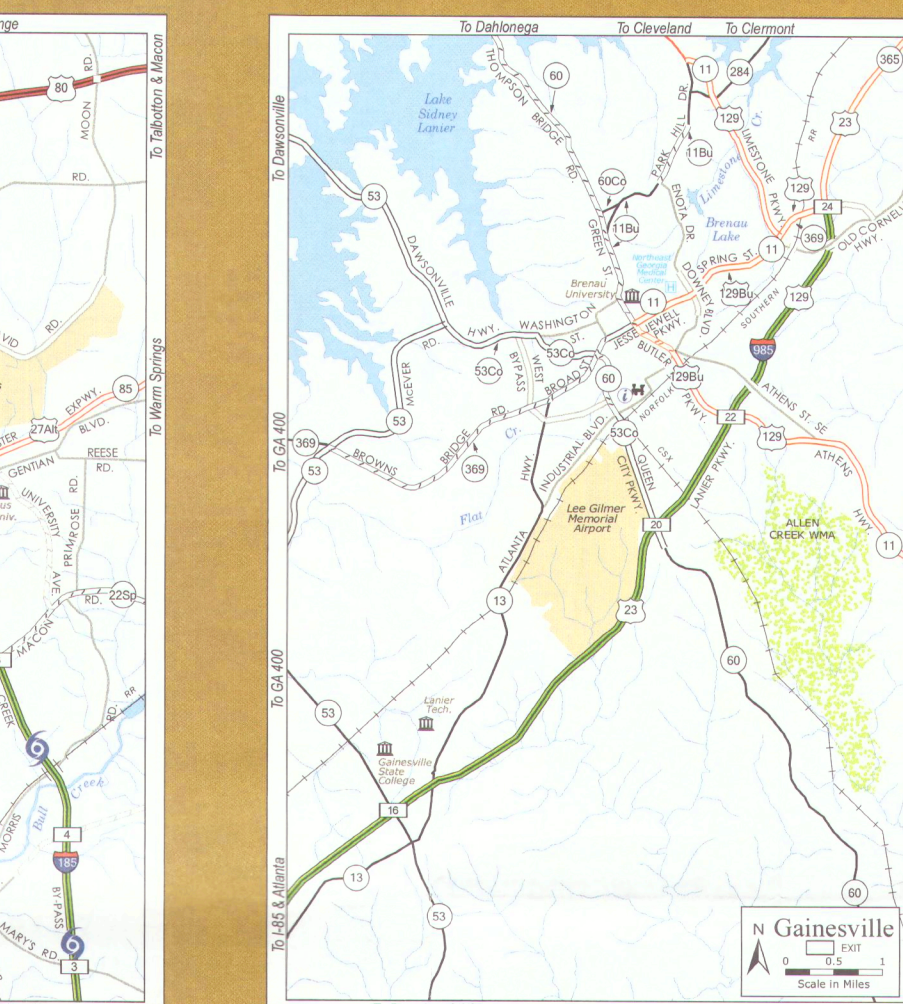 nge
To Talbotton & Macon
80
MOON RD.
RD.
RD.
To Warm Springs
85
EXPWY.
27Alt
BLVD.
GENTIAN
REESE
RD.
us
niv.
UNIVERSITY
AVE.
PRIMROSE RD.
22Sp
MACON
RD.
CREEK
RD.
RR
MORRIS
Bull Creek
4
185
BY-PASS
MARY'S RD.
3
To Dahlonega
To Cleveland
To Clermont
To Dawsonville
To GA 400
To GA 400
To I-85 & Atlanta
THOMPSON BRIDGE RD.
60
Lake
Sidney
Lanier
11
284
365
129
23
RR
PARK HILL DR.
11Bu
LIMESTONE PKWY.
Limestone Cr.
53
60Co
11Bu
129
24
ENOTA DR.
GREEN ST.
Brenau
Lake
369
11
OLD CORNELIA
HWY.
DAWSONVILLE
HWY.
Northeast
Georgia
Medical
Center
H
SPRING ST.
129Bu
Brenau
University
11
DOWNEY BLVD
SOUTHERN
129
WASHINGTON
ST.
JESSE JEWELL
PKWY.
985
RD.
MCEVER
53Co
53Co
WEST
BYPASS
BUTLER
PKWY.
129Bu
BROAD ST.
60
i
NORFOLK
ATHENS ST. SE
22
53
369
53
BROWNS
BRIDGE
RD.
369
Cr.
Flat
HWY.
ATLANTA
INDUSTRIAL BLVD.
53Co
QUEEN
CITY PKWY.
CSX
LANIER PKWY.
129
ATHENS
HWY
Lee Gilmer
Memorial
Airport
20
ALLEN
CREEK WMA
11
13
23
60
53
Lanier
Tech.
Gainesville
State
College
16
13
53
60
N
Gainesville
EXIT
0 0.5 1
Scale in Miles